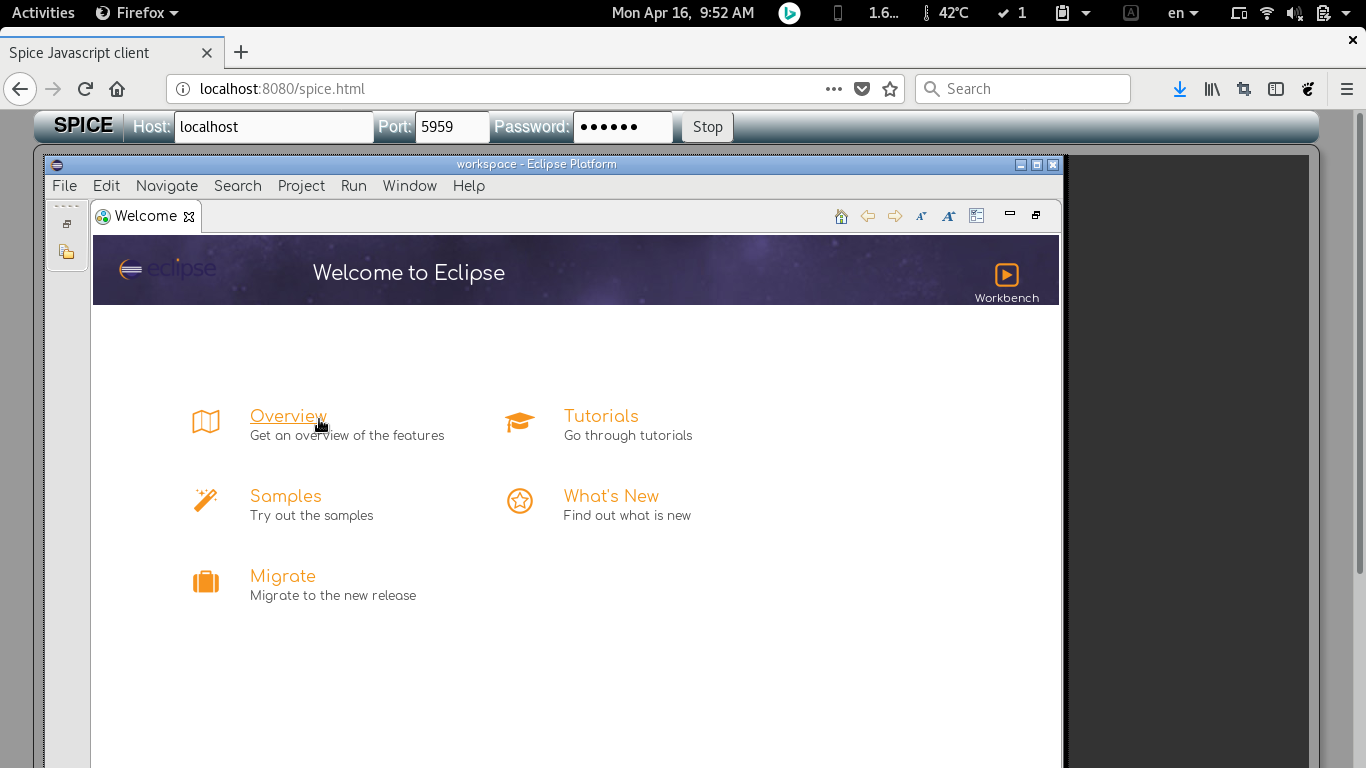 Activities Firefox Mon Apr 16, 9:52 AM 1.6... 42°C 1 en
Spice Javascript client
localhost:8080/spice.html Search
SPICE Host: localhost Port: 5959 Password: ●●●●●● Stop
workspace - Eclipse Platform
File Edit Navigate Search Project Run Window Help
Welcome
eclipse Welcome to Eclipse
Workbench
Overview Tutorials
Get an overview of the features Go through tutorials
Samples What's New
Try out the samples Find out what is new
Migrate
Migrate to the new release